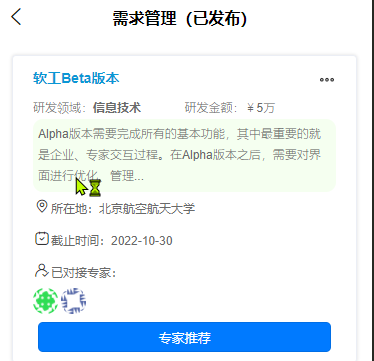 需求管理（已发布）
软工Beta版本
研发领域：信息技术 研发金额：￥5万
Alpha版本需要完成所有的基本功能，其中最重要的就
是企业、专家交互过程。在Alpha版本之后，需要对界
面进行优化，管理...
所在地：北京航空航天大学
截止时间：2022-10-30
已对接专家：
专家推荐